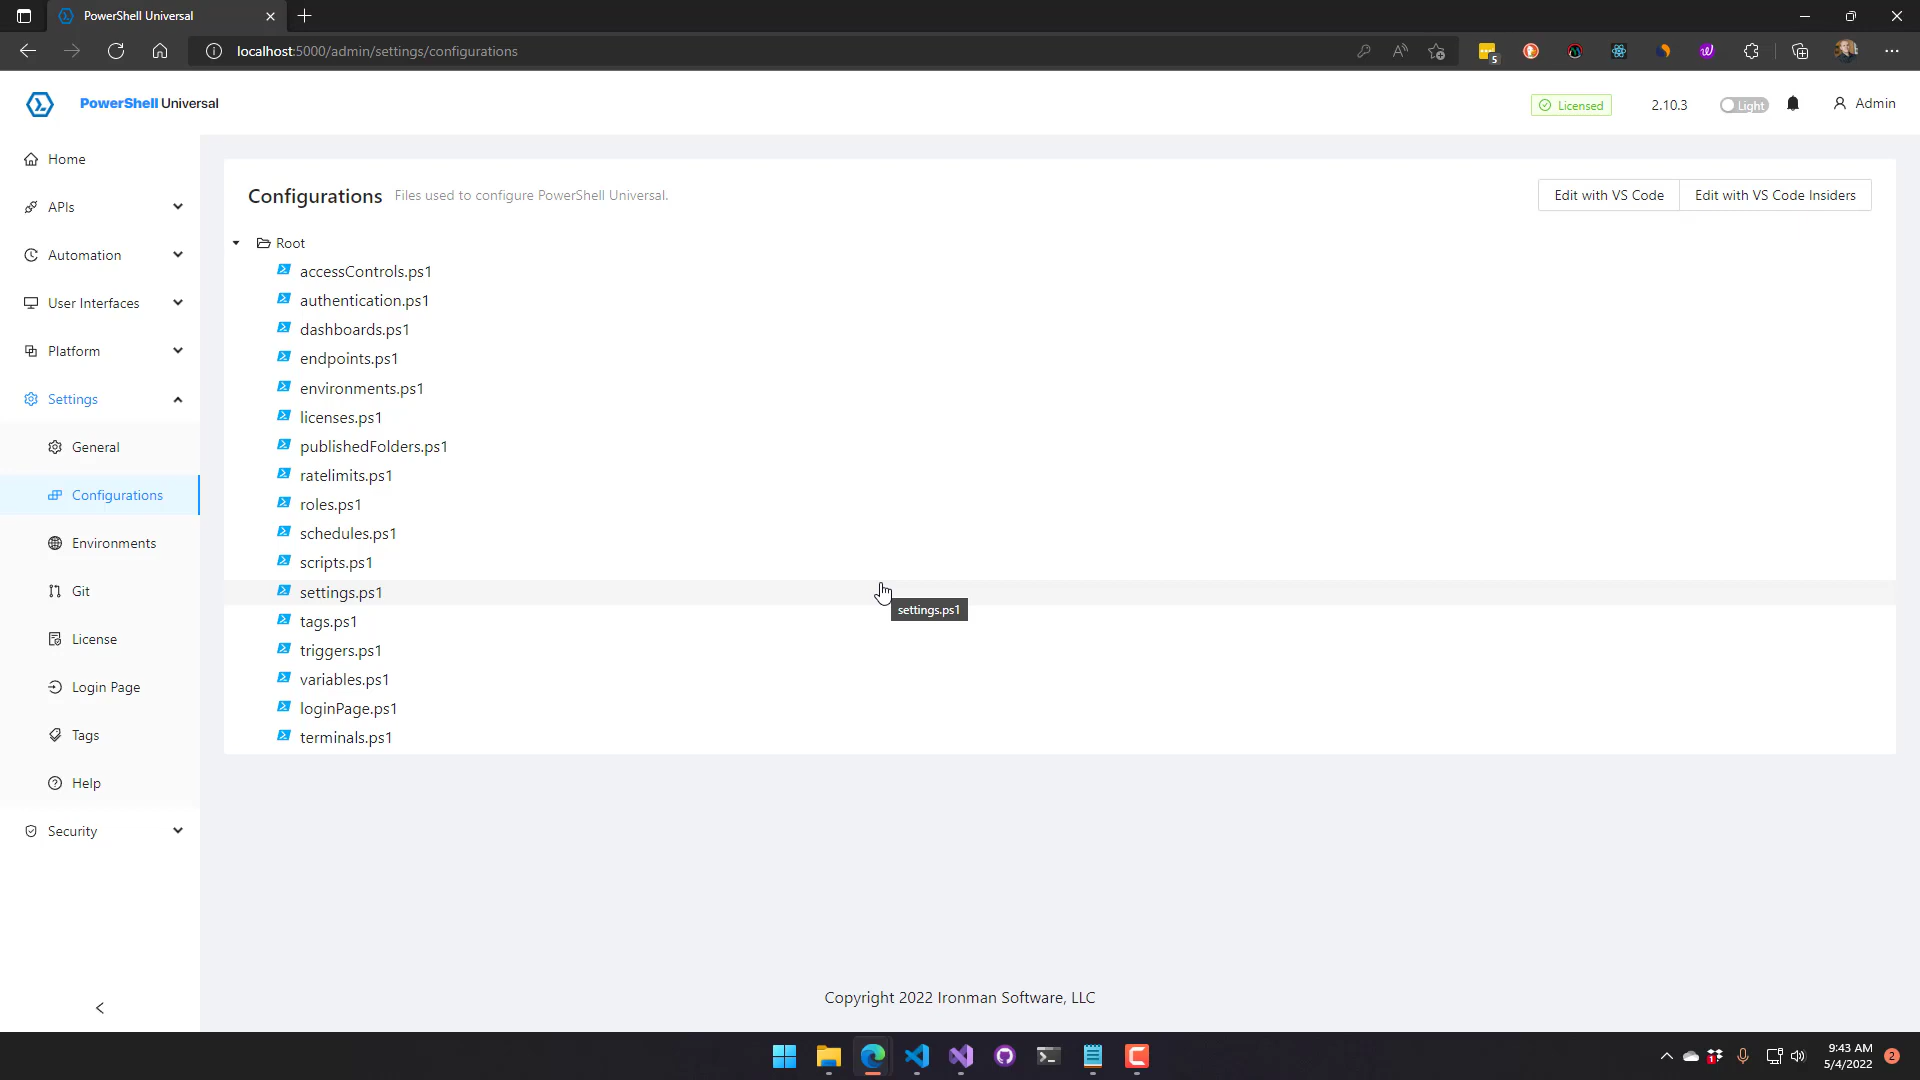 PowerShell Universal
localhost:5000/admin/settings/configurations
5
PowerShell Universal
Licensed
2.10.3
Light
Admin
Home
APIs
Automation
User Interfaces
Platform
Settings
General
Configurations
Environments
Git
License
Login Page
Tags
Help
Security
Configurations Files used to configure PowerShell Universal.
Edit with VS Code
Edit with VS Code Insiders
Root
accessControls.ps1
authentication.ps1
dashboards.ps1
endpoints.ps1
environments.ps1
licenses.ps1
publishedFolders.ps1
ratelimits.ps1
roles.ps1
schedules.ps1
scripts.ps1
settings.ps1
settings.ps1
tags.ps1
triggers.ps1
variables.ps1
loginPage.ps1
terminals.ps1
Copyright 2022 Ironman Software, LLC
1
9:43 AM
5/4/2022
2